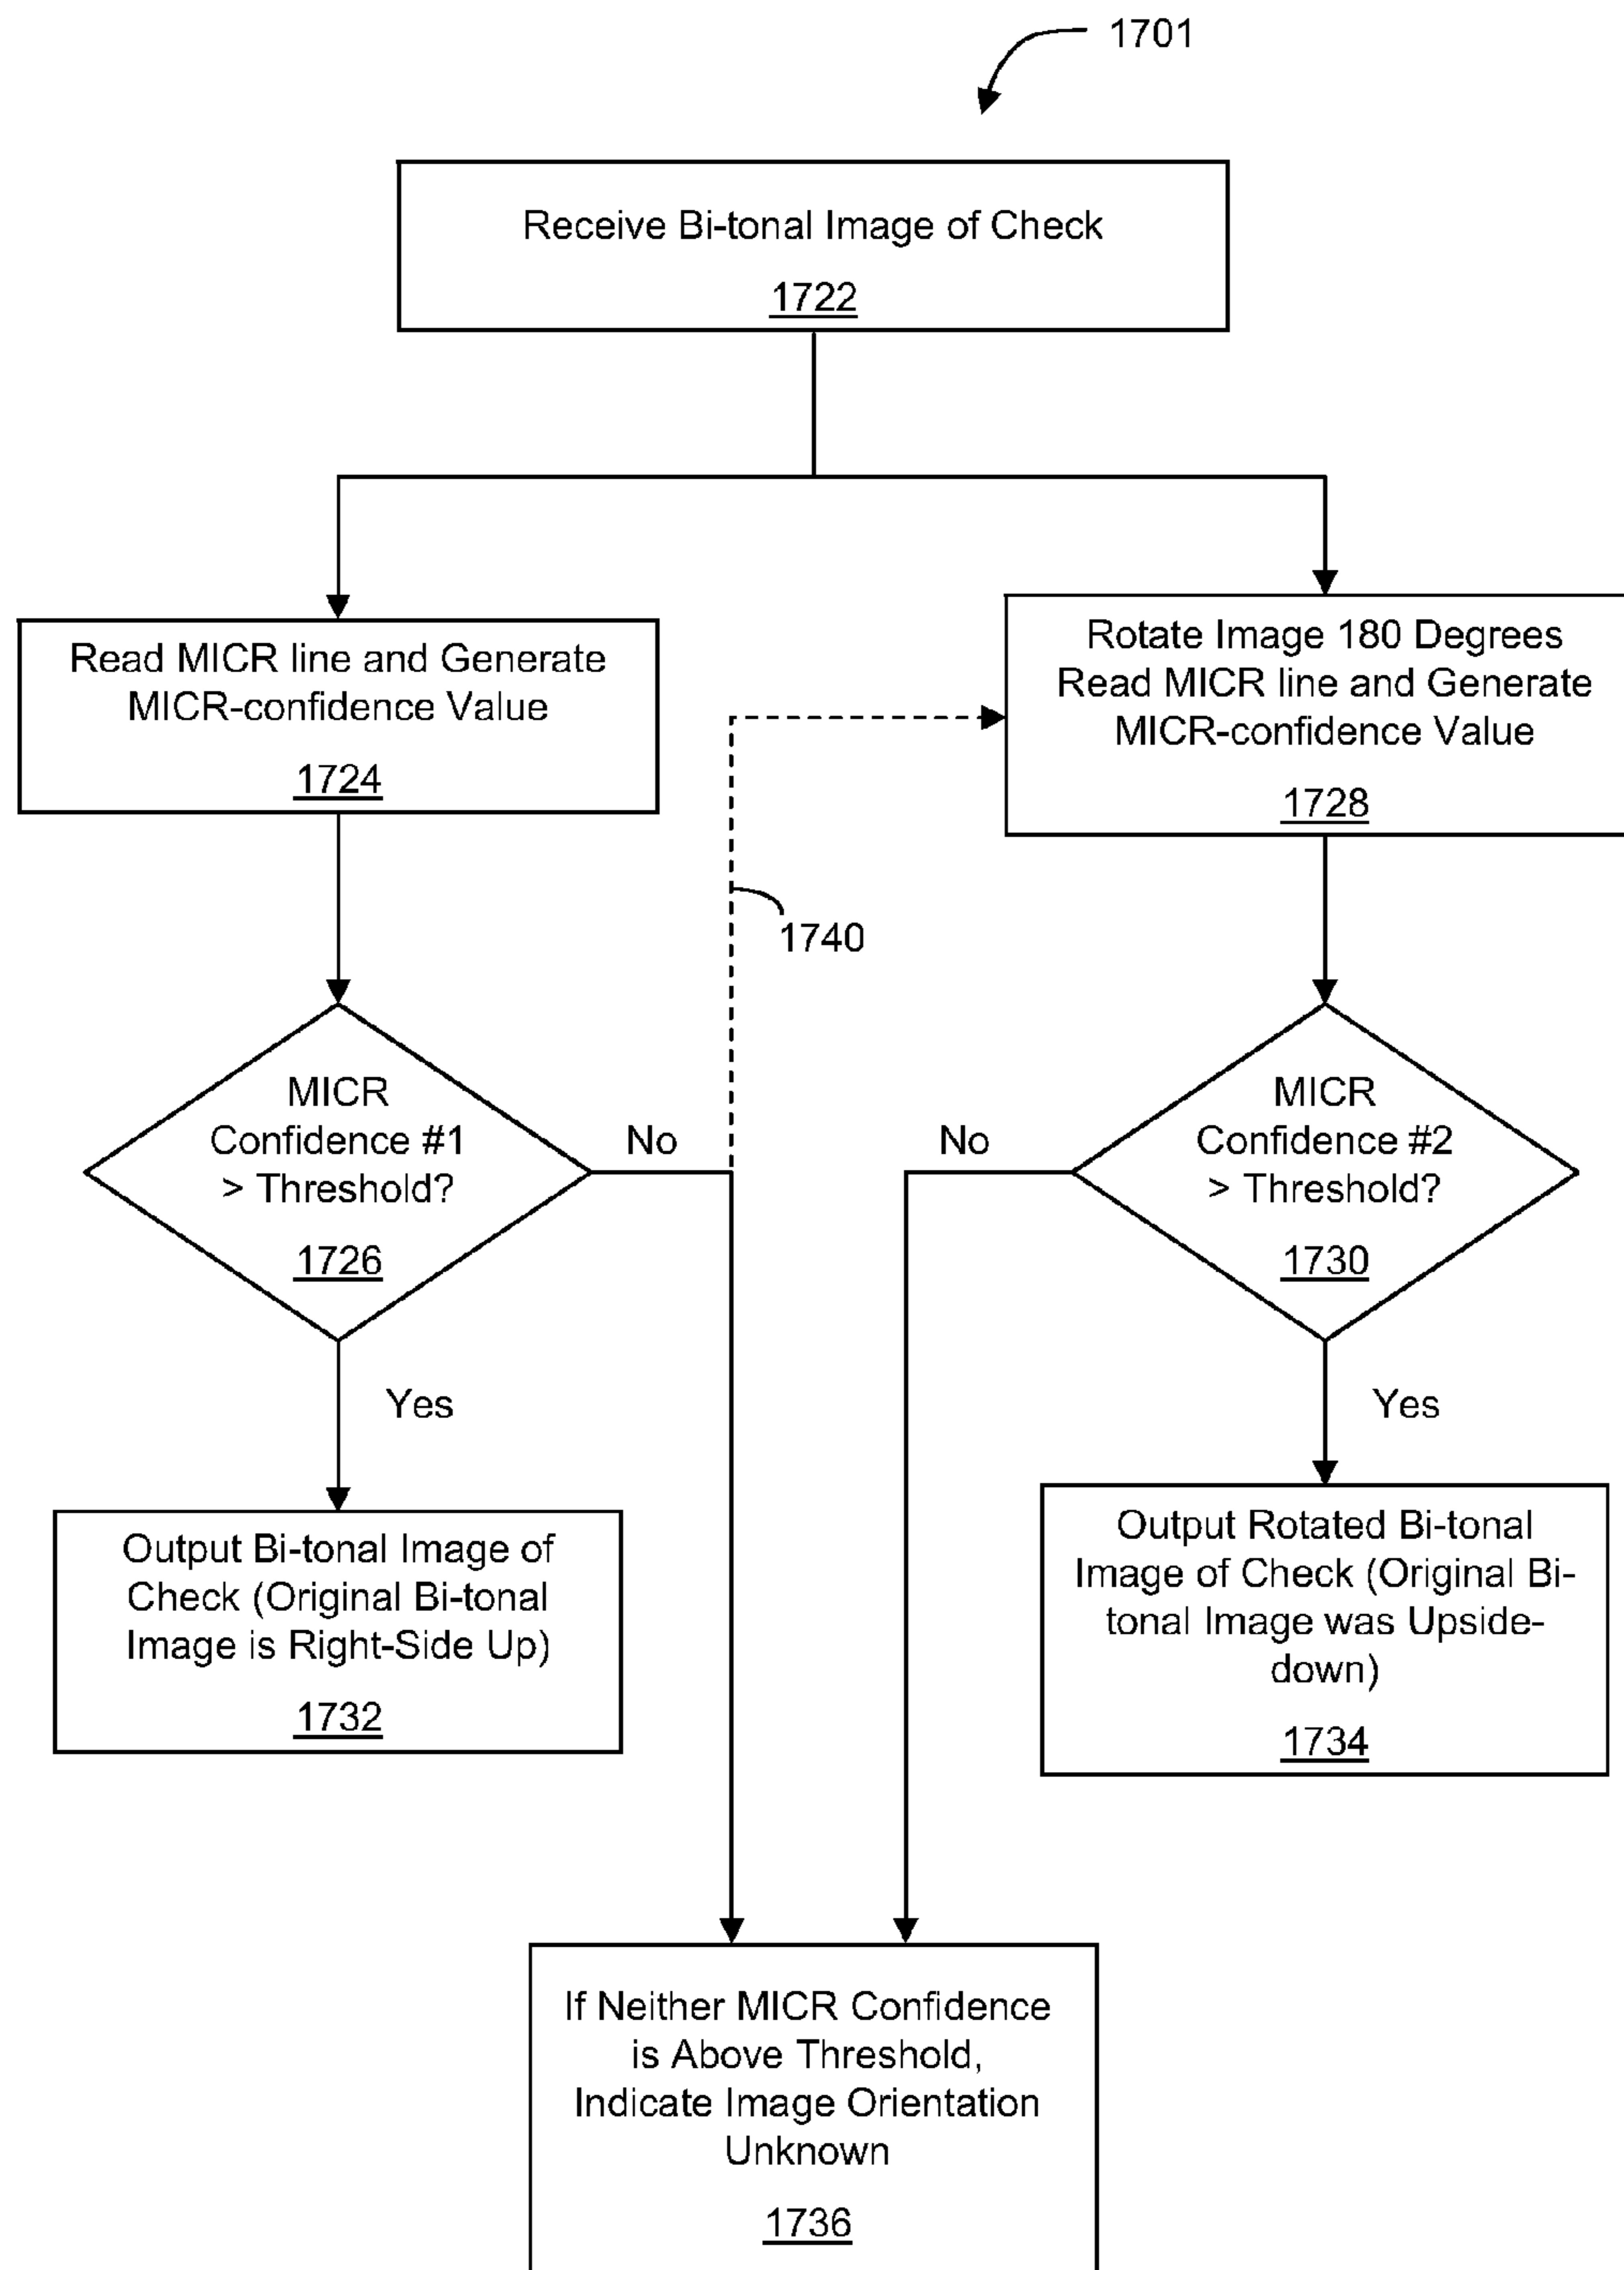 1701
Receive Bi-tonal Image of Check
1722
Read MICR line and Generate
MICR-confidence Value
1724
Rotate Image 180 Degrees
Read MICR line and Generate
MICR-confidence Value
1728
1740
MICR
Confidence #1
> Threshold?
1726
No
Yes
No
MICR
Confidence #2
> Threshold?
1730
Yes
Output Bi-tonal Image of
Check (Original Bi-tonal
Image is Right-Side Up)
1732
Output Rotated Bi-tonal
Image of Check (Original Bi-
tonal Image was Upside-
down)
1734
If Neither MICR Confidence
is Above Threshold,
Indicate Image Orientation
Unknown
1736